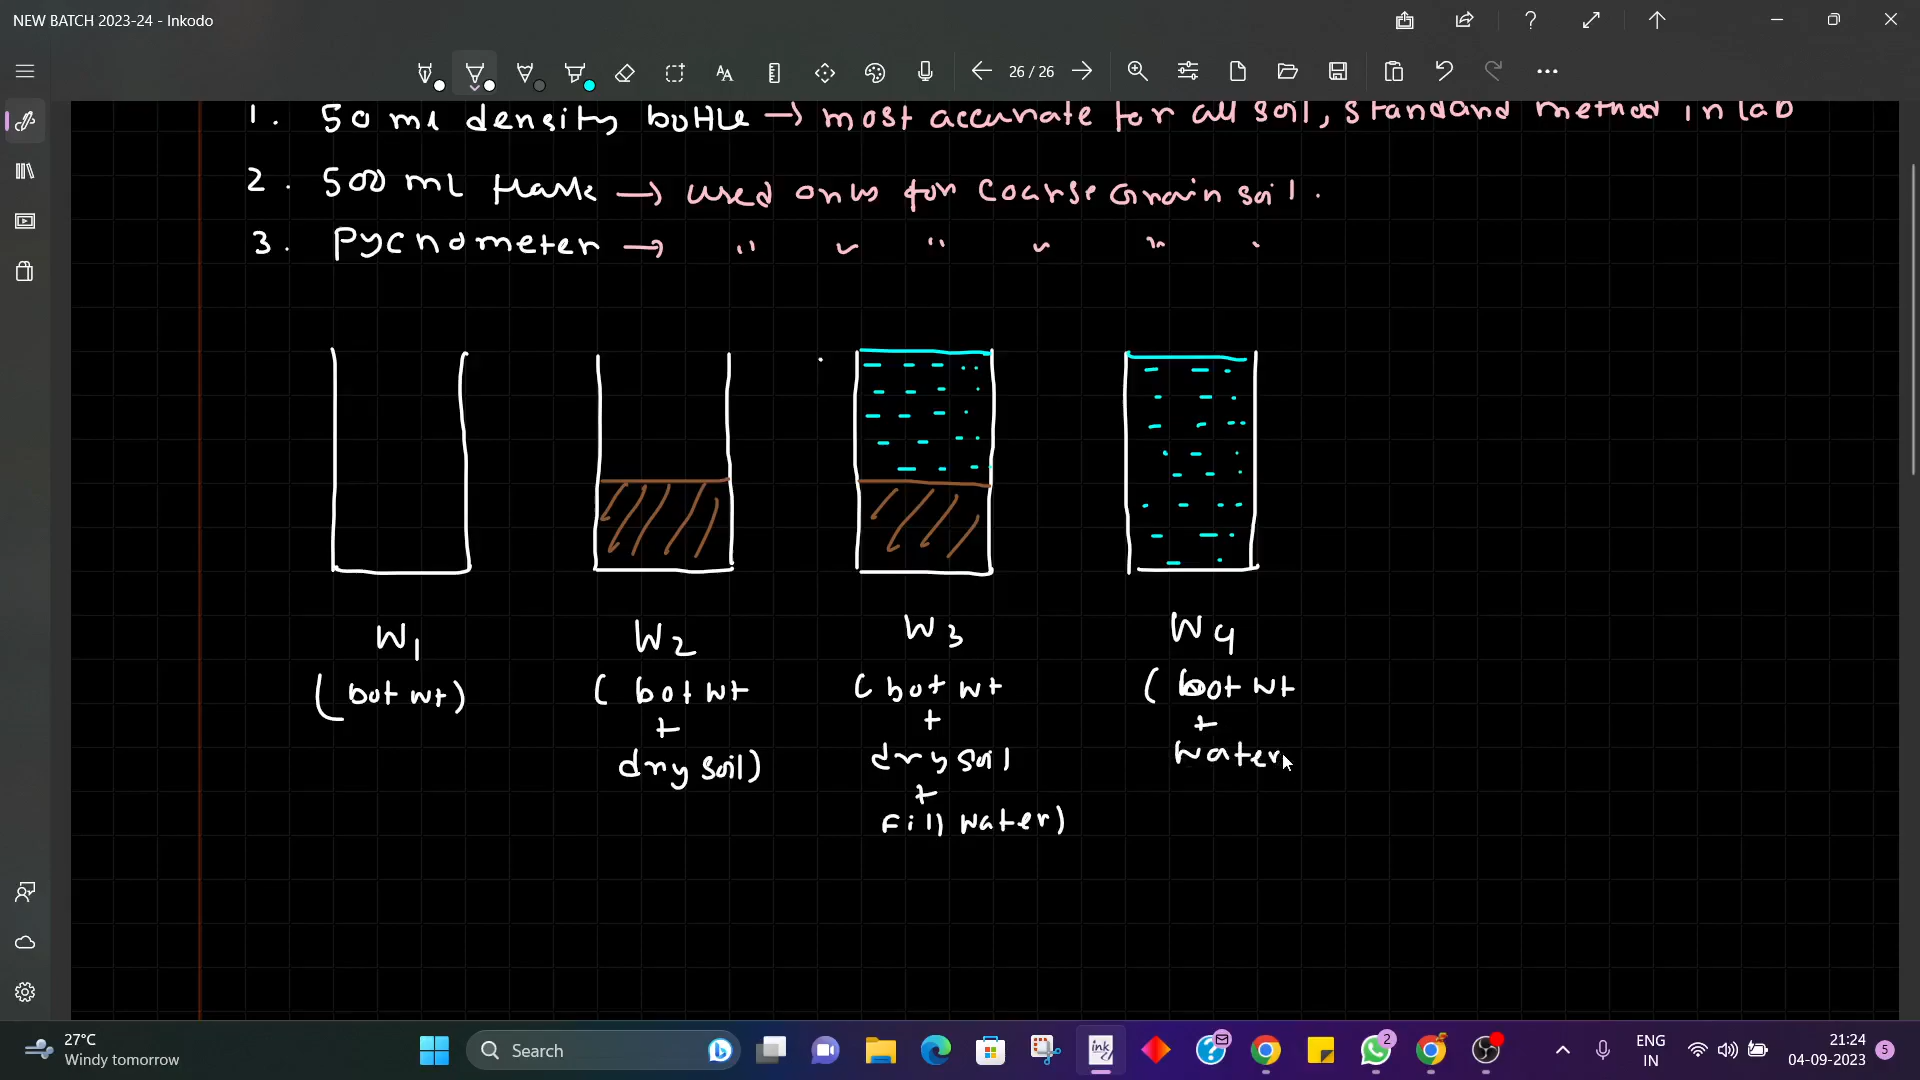 NEW BATCH 2023-24 - Inkodo
26 / 26
1. 50 ml density bottle → most accurate for all soil, standard method in lab
2. 500 ml flask → used only for coarse Grain soil.
3. Pycnometer → " " " " " "
W1 W2 W3 W4
(bot wt) (bot wt (bot wt (bot wt
+ + +
dry soil) dry soil water
+
Fill water)
27°C
Windy tomorrow
Search
ink
2
ENG
IN
21:24
04-09-2023
5